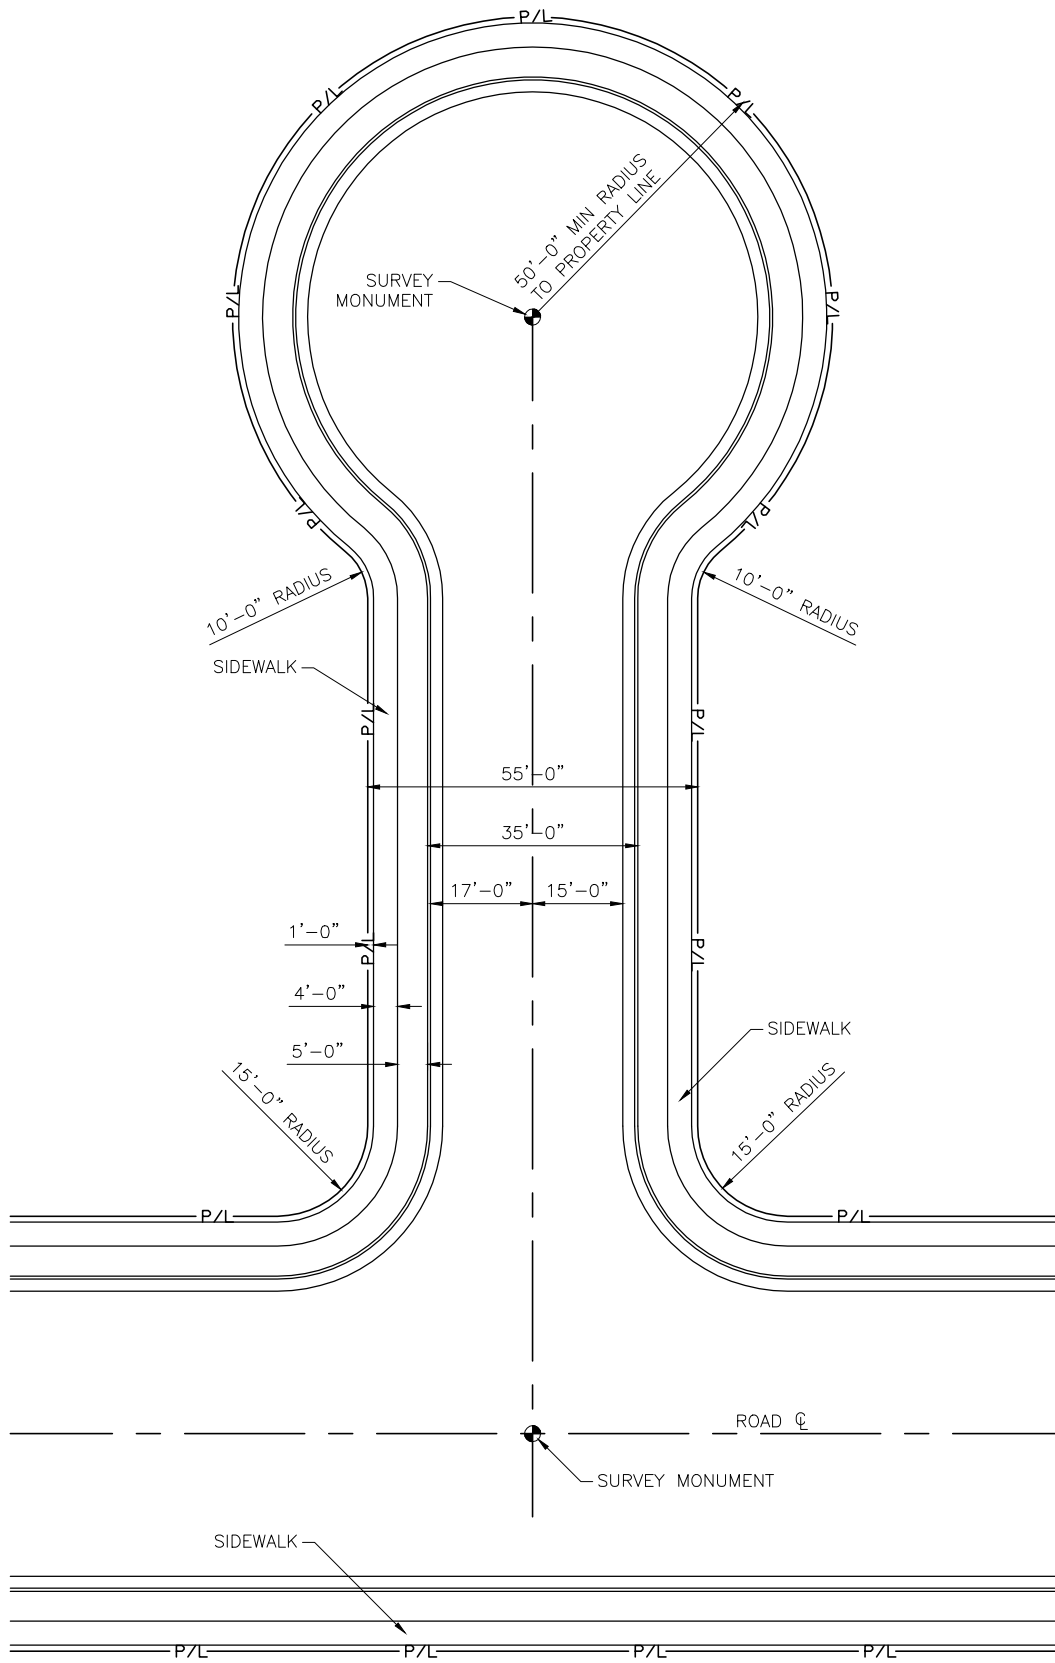 P/L
P/L
P/L
50'-0" MIN RADIUS
TO PROPERTY LINE
SURVEY
MONUMENT
P/L
P/L
P/L
P/L
10'-0" RADIUS
10'-0" RADIUS
SIDEWALK
P/L
P/L
55'-0"
35'-0"
17'-0"
15'-0"
1'-0"
P/L
P/L
4'-0"
SIDEWALK
5'-0"
15'-0" RADIUS
15'-0" RADIUS
P/L
P/L
ROAD ℄
SURVEY MONUMENT
SIDEWALK
P/L
P/L
P/L
P/L